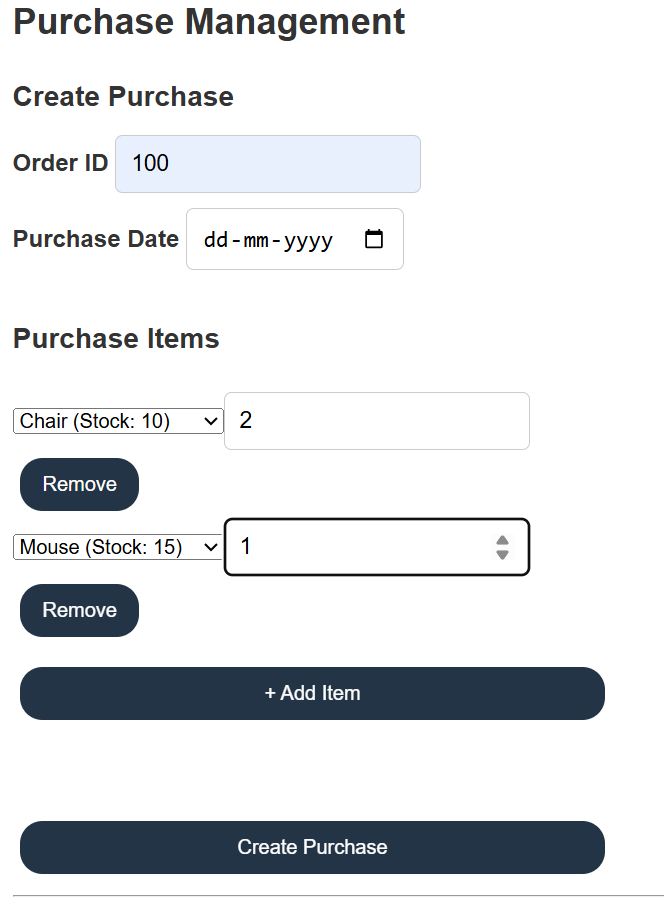 Purchase Management
Create Purchase
Order ID 100
Purchase Date dd-mm-yyyy
Purchase Items
Chair (Stock: 10) 2
Remove
Mouse (Stock: 15) 1
Remove
+ Add Item
Create Purchase